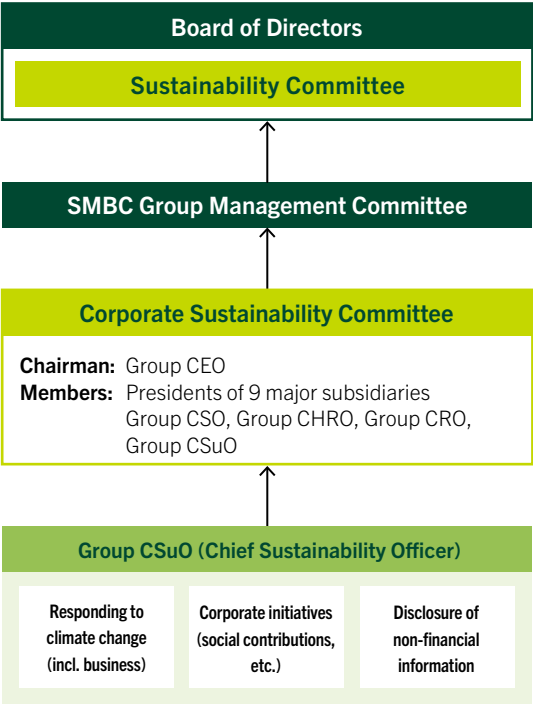 Board of Directors
Sustainability Committee
SMBC Group Management Committee
Corporate Sustainability Committee
Chairman: Group CEO
Members: Presidents of 9 major subsidiaries
Group CSO, Group CHRO, Group CRO,
Group CSuO
Group CSuO (Chief Sustainability Officer)
Responding to
climate change
(incl. business)
Corporate initiatives
(social contributions,
etc.)
Disclosure of
non-financial
information